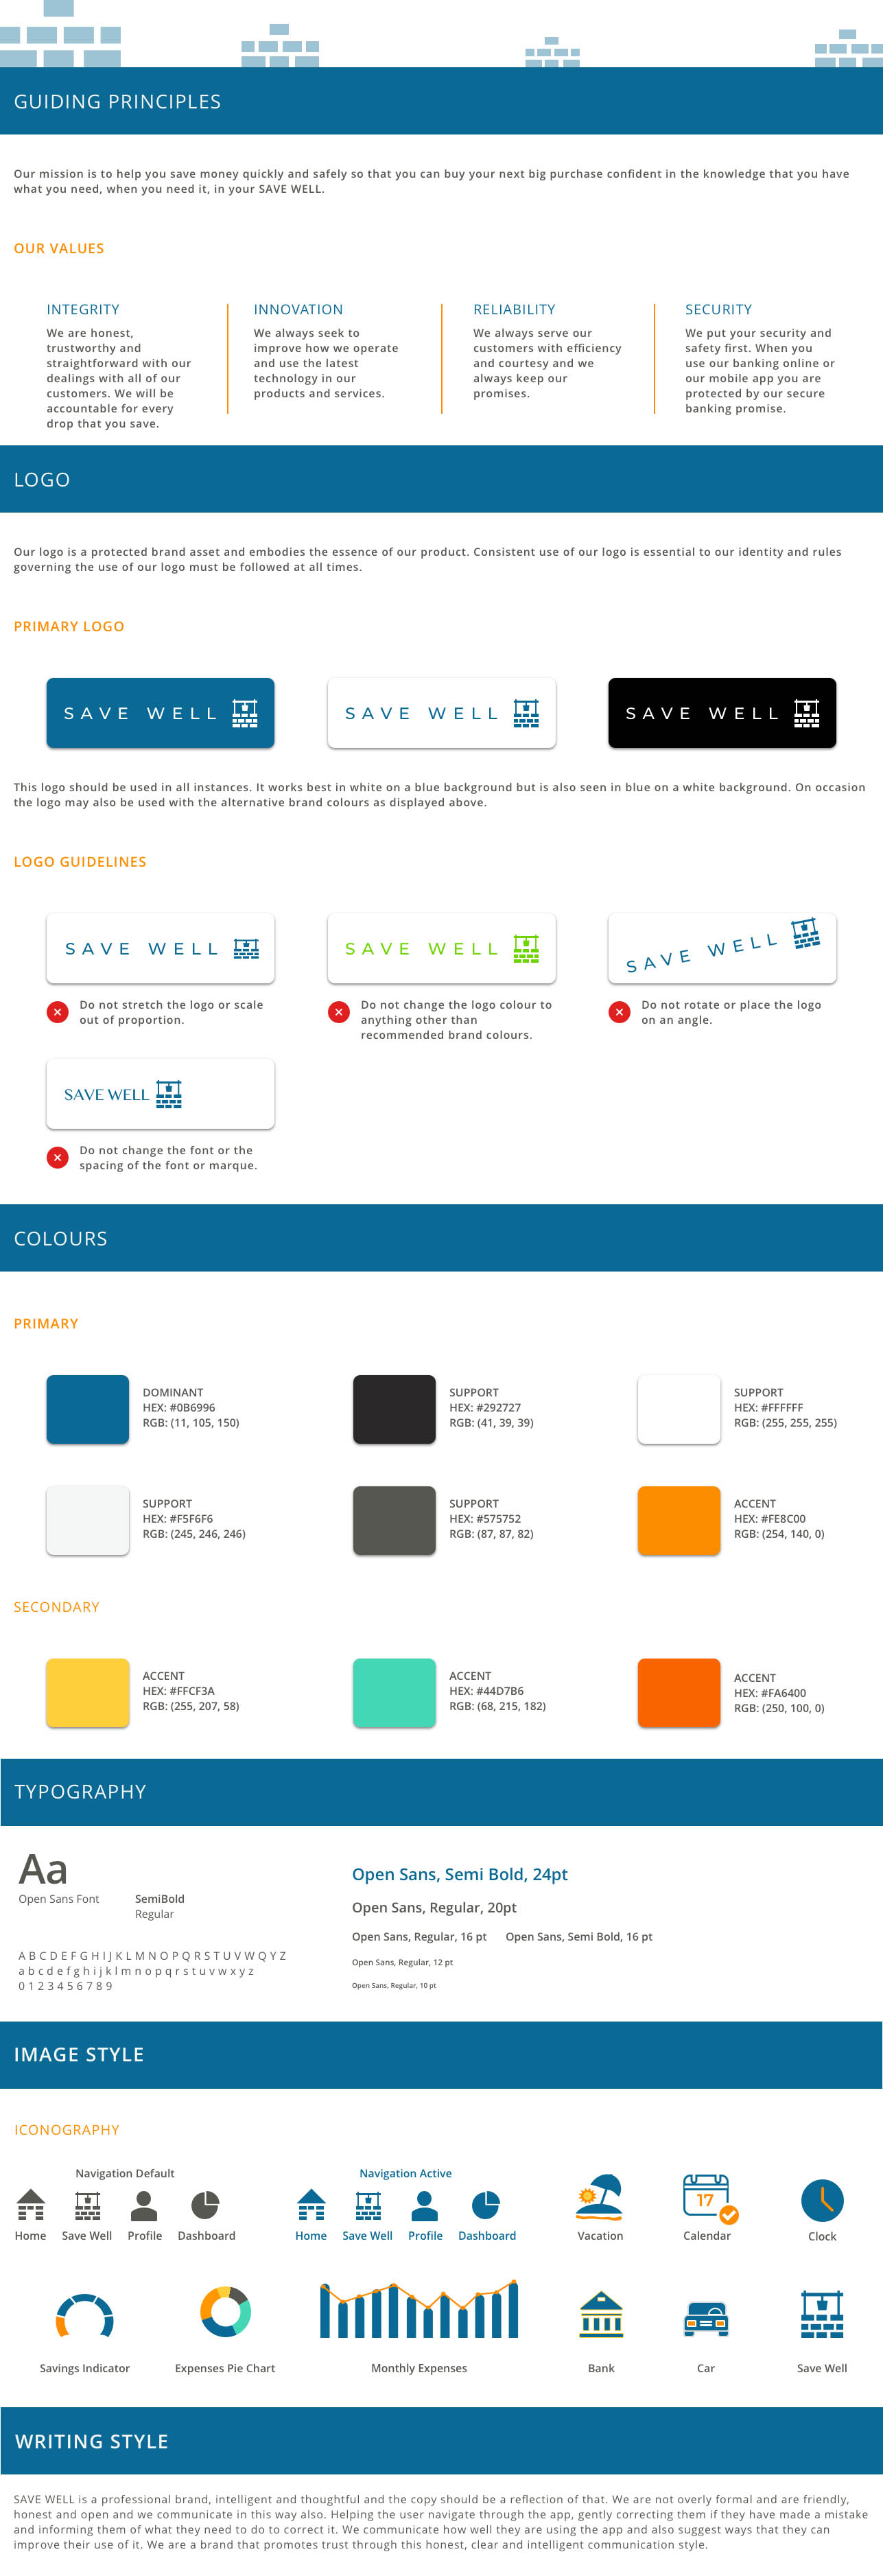 GUIDING PRINCIPLES
Our mission is to help you save money quickly and safely so that you can buy your next big purchase confident in the knowledge that you have
what you need, when you need it, in your SAVE WELL.
OUR VALUES
INTEGRITY
We are honest,
trustworthy and
straightforward with our
dealings with all of our
customers. We will be
accountable for every
drop that you save.
INNOVATION
We always seek to
improve how we operate
and use the latest
technology in our
products and services.
RELIABILITY
We always serve our
customers with efficiency
and courtesy and we
always keep our
promises.
SECURITY
We put your security and
safety first. When you
use our banking online or
our mobile app you are
protected by our secure
banking promise.
LOGO
Our logo is a protected brand asset and embodies the essence of our product. Consistent use of our logo is essential to our identity and rules
governing the use of our logo must be followed at all times.
PRIMARY LOGO
SAVE WELL
SAVE WELL
SAVE WELL
This logo should be used in all instances. It works best in white on a blue background but is also seen in blue on a white background. On occasion
the logo may also be used with the alternative brand colours as displayed above.
LOGO GUIDELINES
SAVE WELL
Do not stretch the logo or scale
out of proportion.
SAVE WELL
Do not change the logo colour to
anything other than
recommended brand colours.
SAVE WELL
Do not rotate or place the logo
on an angle.
SAVE WELL
Do not change the font or the
spacing of the font or marque.
COLOURS
PRIMARY
DOMINANT
HEX: #0B6996
RGB: (11, 105, 150)
SUPPORT
HEX: #292727
RGB: (41, 39, 39)
SUPPORT
HEX: #FFFFFF
RGB: (255, 255, 255)
SUPPORT
HEX: #F5F6F6
RGB: (245, 246, 246)
SUPPORT
HEX: #575752
RGB: (87, 87, 82)
ACCENT
HEX: #FE8C00
RGB: (254, 140, 0)
SECONDARY
ACCENT
HEX: #FFCF3A
RGB: (255, 207, 58)
ACCENT
HEX: #44D7B6
RGB: (68, 215, 182)
ACCENT
HEX: #FA6400
RGB: (250, 100, 0)
TYPOGRAPHY
Aa
Open Sans Font
SemiBold
Regular
ABCDEFGHIJKLMNOPQRSTUVWQYZ
abcdefghijklmnopqrstuvwxyz
0123456789
Open Sans, Semi Bold, 24pt
Open Sans, Regular, 20pt
Open Sans, Regular, 16 pt Open Sans, Semi Bold, 16 pt
Open Sans, Regular, 12 pt
Open Sans, Regular, 10 pt
IMAGE STYLE
ICONOGRAPHY
Navigation Default
Home Save Well Profile Dashboard
Navigation Active
Home Save Well Profile Dashboard
Vacation
17
Calendar
Clock
Savings Indicator
Expenses Pie Chart
Monthly Expenses
Bank
Car
Save Well
WRITING STYLE
SAVE WELL is a professional brand, intelligent and thoughtful and the copy should be a reflection of that. We are not overly formal and are friendly,
honest and open and we communicate in this way also. Helping the user navigate through the app, gently correcting them if they have made a mistake
and informing them of what they need to do to correct it. We communicate how well they are using the app and also suggest ways that they can
improve their use of it. We are a brand that promotes trust through this honest, clear and intelligent communication style.